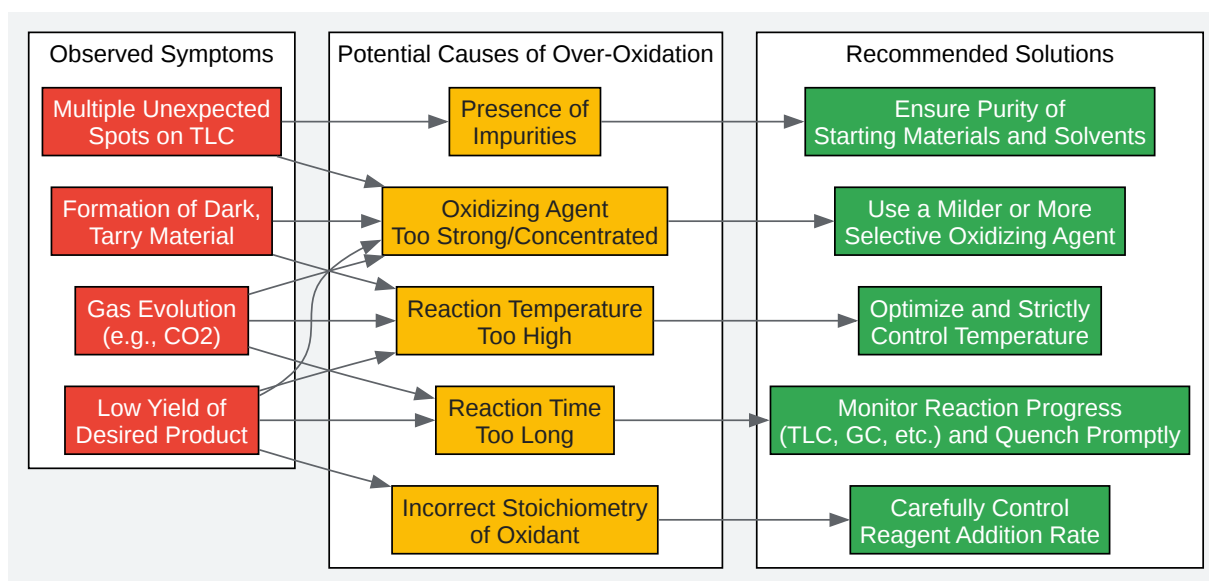 Observed Symptoms
Multiple Unexpected
Spots on TLC
Formation of Dark,
Tarry Material
Gas Evolution
(e.g., CO2)
Low Yield of
Desired Product
Potential Causes of Over-Oxidation
Presence of
Impurities
Oxidizing Agent
Too Strong/Concentrated
Reaction Temperature
Too High
Reaction Time
Too Long
Incorrect Stoichiometry
of Oxidant
Recommended Solutions
Ensure Purity of
Starting Materials and Solvents
Use a Milder or More
Selective Oxidizing Agent
Optimize and Strictly
Control Temperature
Monitor Reaction Progress
(TLC, GC, etc.) and Quench Promptly
Carefully Control
Reagent Addition Rate